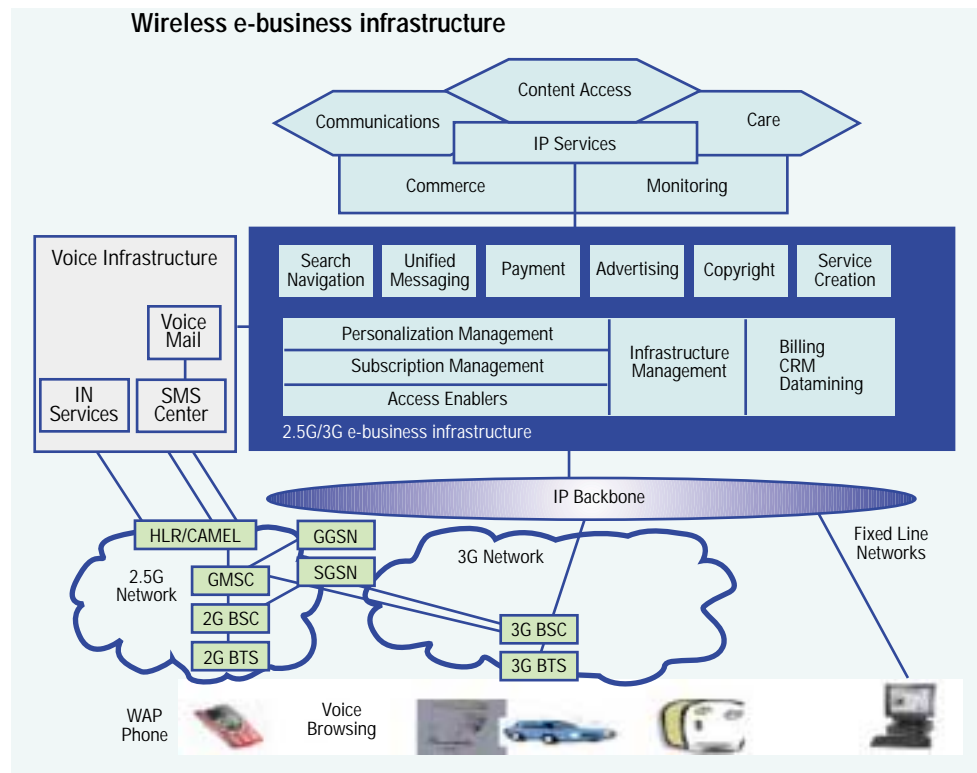 Wireless e-business infrastructure
Content Access
Communications
Care
IP Services
Commerce
Monitoring
Voice Infrastructure
Voice
Mail
IN
Services
SMS
Center
Search
Navigation
Unified
Messaging
Payment
Advertising
Copyright
Service
Creation
Personalization Management
Subscription Management
Access Enablers
Infrastructure
Management
Billing
CRM
Datamining
2.5G/3G e-business infrastructure
IP Backbone
HLR/CAMEL
GGSN
SGSN
2.5G
Network
GMSC
2G BSC
2G BTS
3G Network
3G BSC
3G BTS
Fixed Line
Networks
WAP
Phone
Voice
Browsing